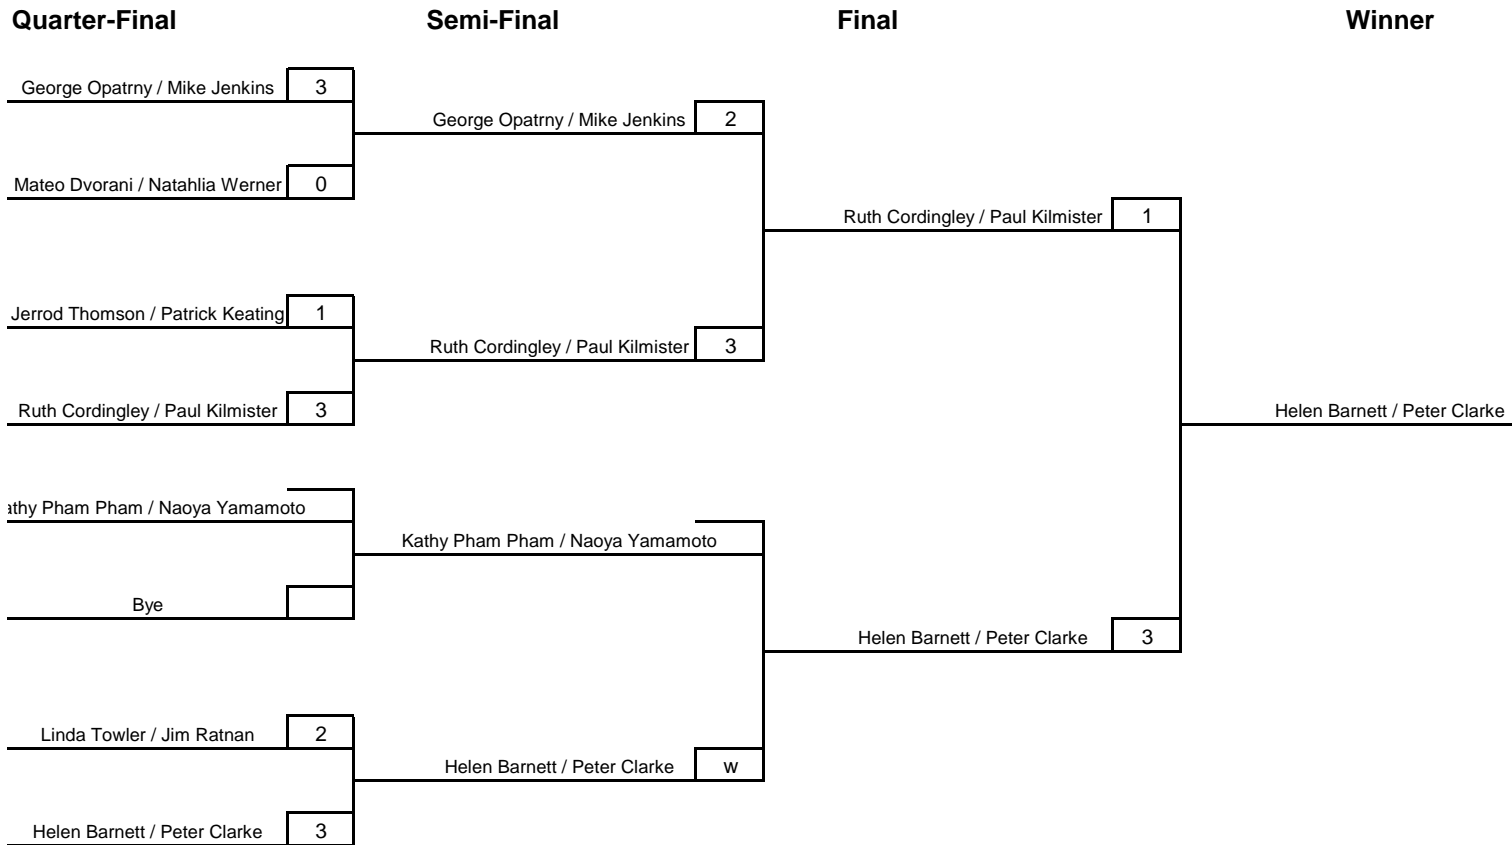 Quarter-Final Semi-Final Final Winner
George Opatrny / Mike Jenkins 3
George Opatrny / Mike Jenkins 2
Mateo Dvorani / Natahlia Werner 0
Ruth Cordingley / Paul Kilmister 1
Jerrod Thomson / Patrick Keating 1
Ruth Cordingley / Paul Kilmister 3
Ruth Cordingley / Paul Kilmister 3
Helen Barnett / Peter Clarke
athy Pham Pham / Naoya Yamamoto
Kathy Pham Pham / Naoya Yamamoto
Bye
Helen Barnett / Peter Clarke 3
Linda Towler / Jim Ratnan 2
Helen Barnett / Peter Clarke w
Helen Barnett / Peter Clarke 3